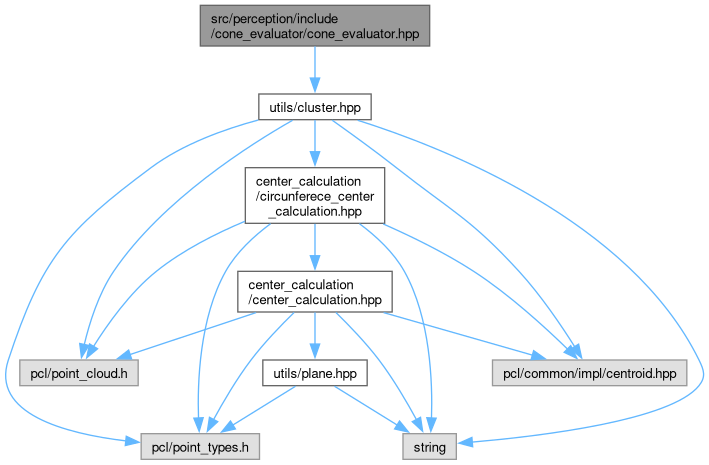 src/perception/include
/cone_evaluator/cone_evaluator.hpp
utils/cluster.hpp
center_calculation
/circunferece_center
_calculation.hpp
center_calculation
/center_calculation.hpp
pcl/point_cloud.h
utils/plane.hpp
pcl/common/impl/centroid.hpp
pcl/point_types.h
string